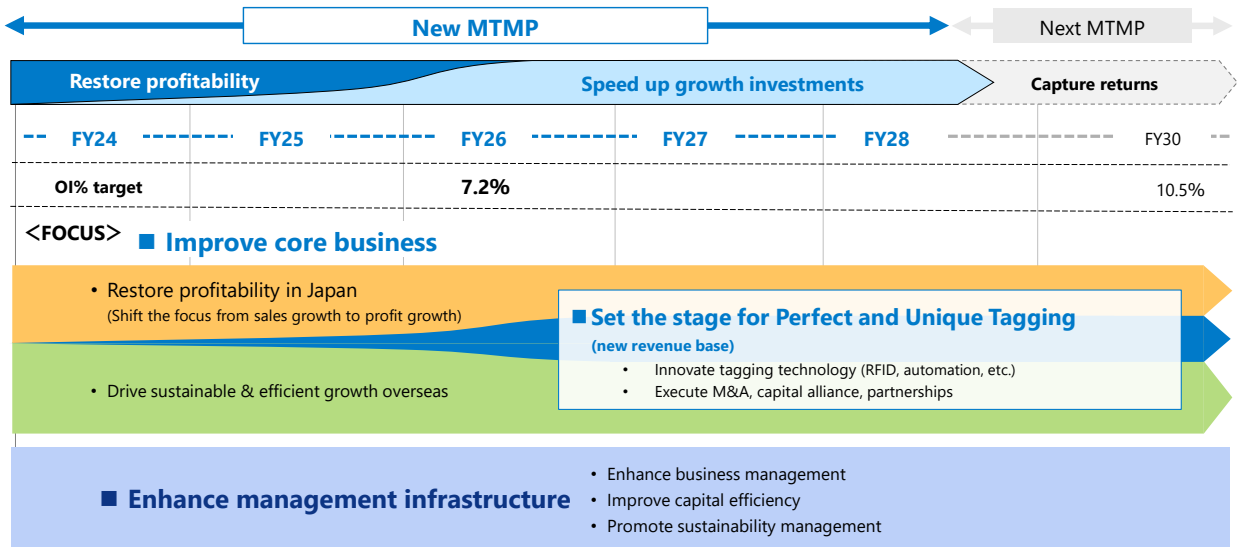 New MTMP
Next MTMP
Restore profitability
Speed up growth investments
Capture returns
FY24
FY25
FY26
FY27
FY28
FY30
OI% target
7.2%
10.5%
<FOCUS>
■ Improve core business
• Restore profitability in Japan
(Shift the focus from sales growth to profit growth)
■ Set the stage for Perfect and Unique Tagging
(new revenue base)
• Innovate tagging technology (RFID, automation, etc.)
• Execute M&A, capital alliance, partnerships
• Drive sustainable & efficient growth overseas
■ Enhance management infrastructure
• Enhance business management
• Improve capital efficiency
• Promote sustainability management